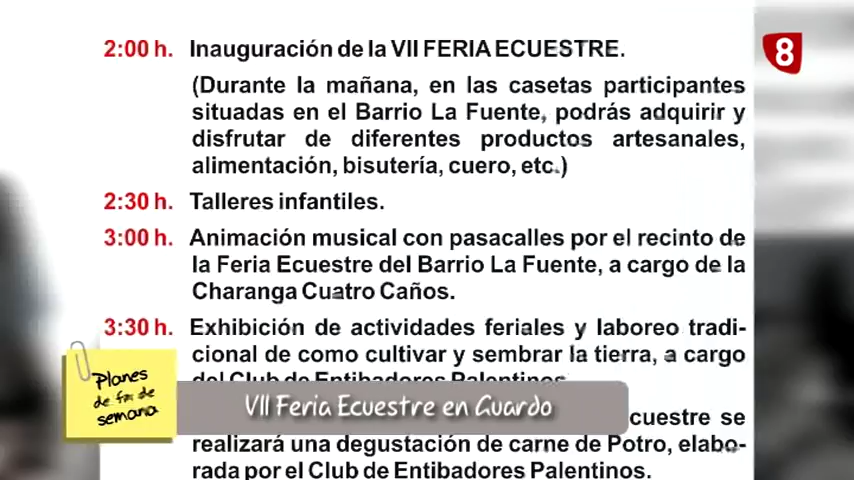 8
2:00 h. Inauguración de la VII FERIA ECUESTRE.
(Durante la mañana, en las casetas participantes
situadas en el Barrio La Fuente, podrás adquirir y
disfrutar de diferentes productos artesanales,
alimentación, bisutería, cuero, etc.)
2:30 h. Talleres infantiles.
3:00 h. Animación musical con pasacalles por el recinto de
la Feria Ecuestre del Barrio La Fuente, a cargo de la
Charanga Cuatro Caños.
3:30 h. Exhibición de actividades feriales y laboreo tradi-
cional de como cultivar y sembrar la tierra, a cargo
del Club de Entibadores Palentinos.
Planes
de fin de
semana
VII Feria Ecuestre en Guardo
cuestre se
realizará una degustación de carne de Potro, elabo-
rada por el Club de Entibadores Palentinos.